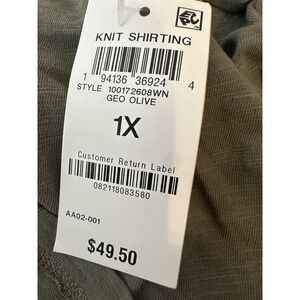 KNIT SHIRTING
1 94136 36924 4
STYLE 100172608WN
GEO OLIVE
1X
Customer Return Label
082118083580
AA02-001
$49.50